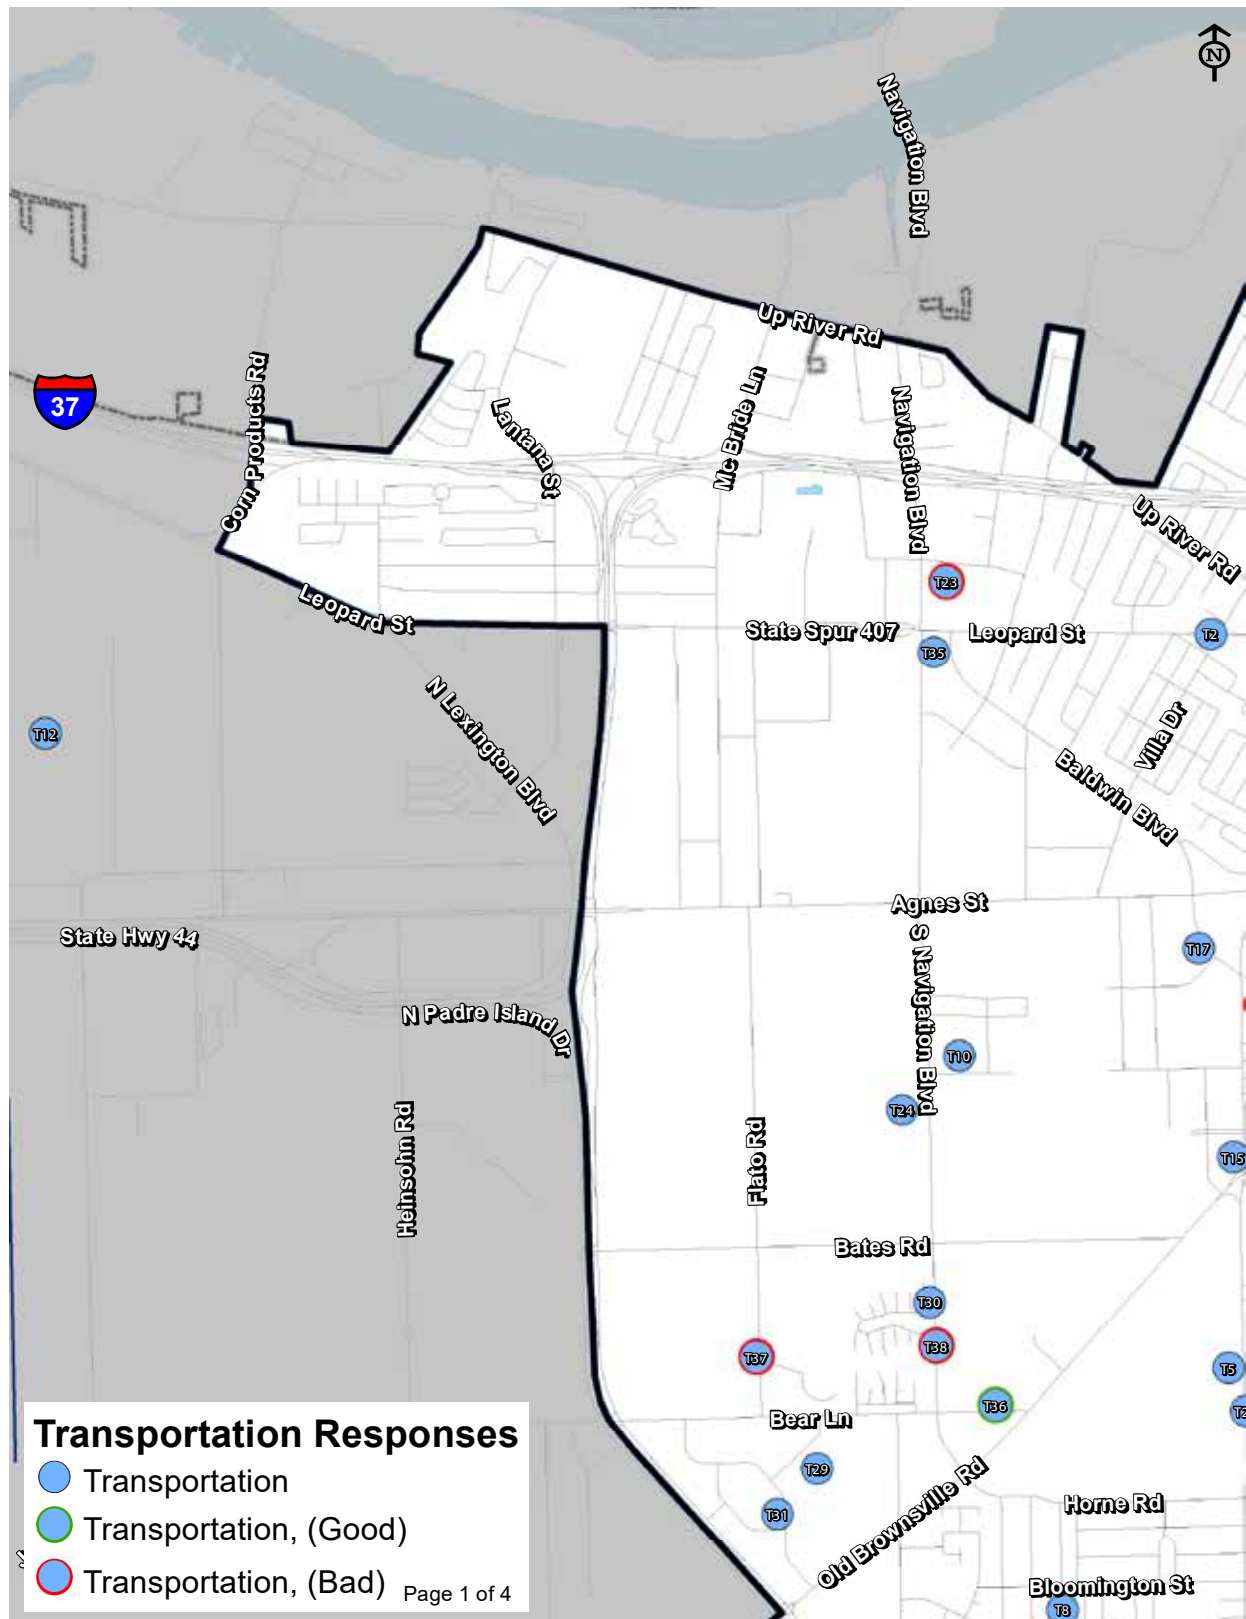 N
Navigation Blvd
Up River Rd
37
Corn Products Rd
Lantana St
Mc Bride Ln
Navigation Blvd
Up River Rd
T23
Leopard St
State Spur 407
Leopard St
T2
T35
N Lexington Blvd
T12
Villa Dr
Baldwin Blvd
Agnes St
State Hwy 44
S Navigation Blvd
T17
N Padre Island Dr
T10
T24
Heinsohn Rd
Flato Rd
T15
Bates Rd
T30
T38
T37
T5
T36
Bear Ln
T29
Old Brownsville Rd
Horne Rd
T31
Bloomington St
T8
Transportation Responses
Transportation
Transportation, (Good)
Transportation, (Bad)
Page 1 of 4